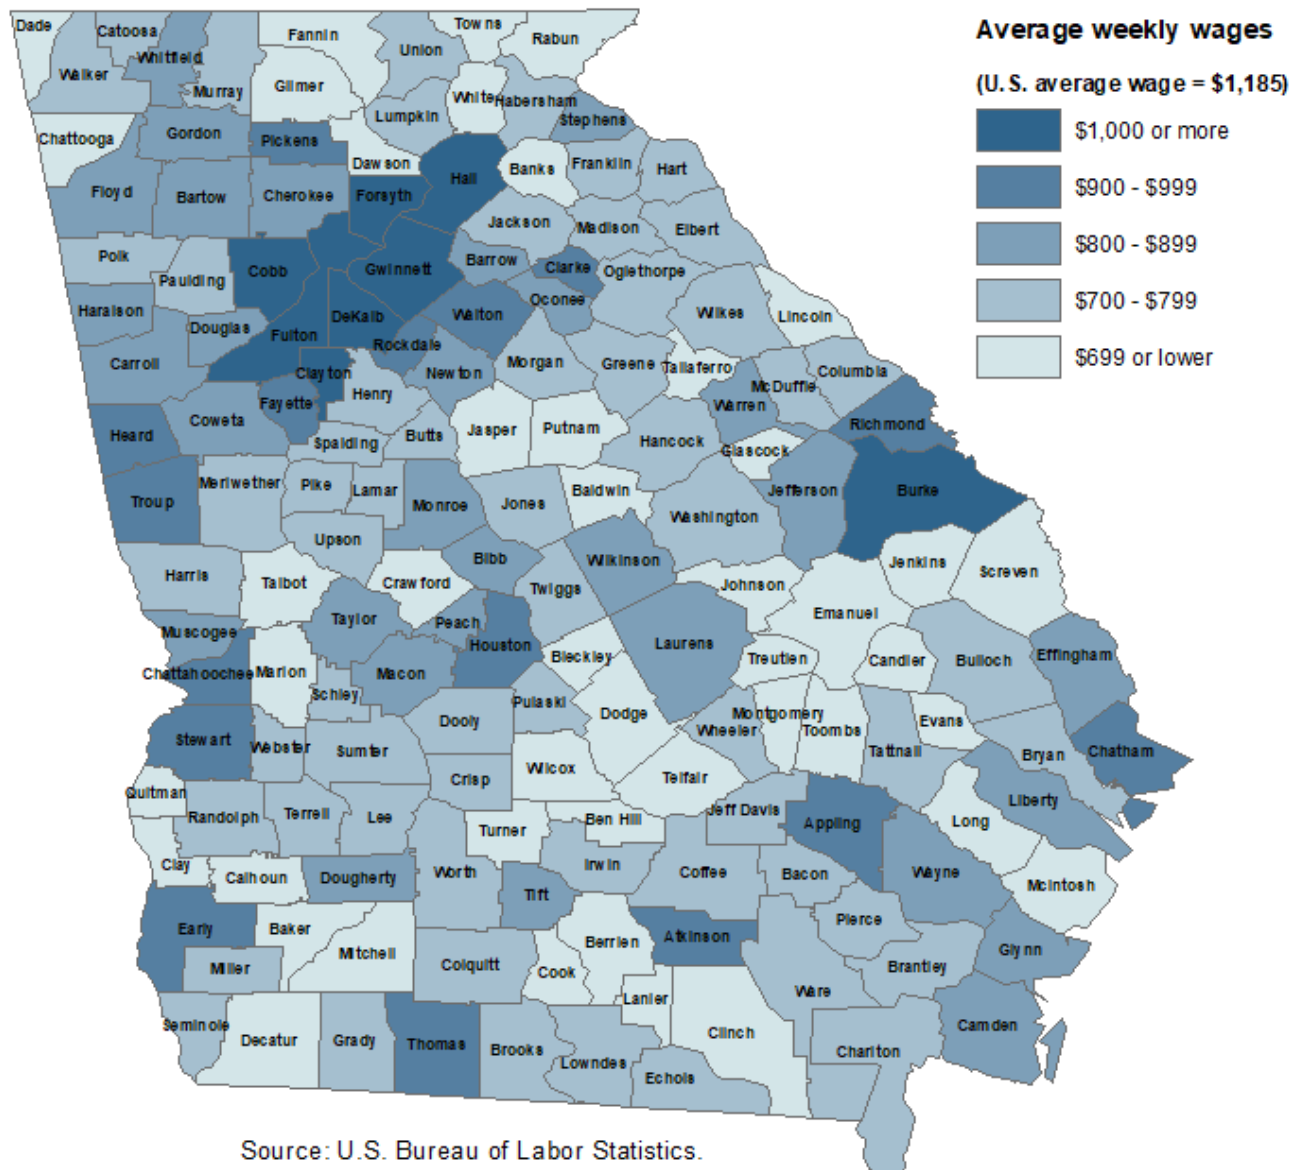 Average weekly wages
(U.S. average wage = $1,185)
$1,000 or more
$900 - $999
$800 - $899
$700 - $799
$699 or lower
Dade
Catoosa
Whitfield
Walker
Murray
Fannin
Gilmer
Union
Towns
Rabun
White
Habersham
Stephens
Lumpkin
Chattooga
Gordon
Pickens
Dawson
Hall
Banks
Franklin
Hart
Floyd
Bartow
Cherokee
Forsyth
Jackson
Madison
Elbert
Polk
Paulding
Cobb
Gwinnett
Barrow
Clarke
Oglethorpe
Haralson
Douglas
Fulton
DeKalb
Rockdale
Walton
Oconee
Wilkes
Lincoln
Carroll
Clayton
Fayette
Henry
Newton
Morgan
Greene
Taliaferro
McDuffie
Columbia
Warren
Richmond
Heard
Coweta
Spalding
Butts
Jasper
Putnam
Hancock
Glascock
Troup
Meriwether
Pike
Lamar
Monroe
Jones
Baldwin
Washington
Jefferson
Burke
Harris
Talbot
Upson
Crawford
Bibb
Twiggs
Wilkinson
Johnson
Jenkins
Screven
Emanuel
Muscogee
Chattahoochee
Marion
Taylor
Schley
Macon
Peach
Houston
Bleckley
Laurens
Treutlen
Candler
Bulloch
Effingham
Stewart
Webster
Sumter
Dooly
Pulaski
Dodge
Wheeler
Montgomery
Toombs
Tattnall
Evans
Bryan
Chatham
Quitman
Randolph
Terrell
Lee
Crisp
Wilcox
Telfair
Turner
Ben Hill
Jeff Davis
Appling
Long
Liberty
Clay
Calhoun
Dougherty
Worth
Tift
Irwin
Coffee
Bacon
Wayne
McIntosh
Early
Baker
Miller
Mitchell
Colquitt
Cook
Berrien
Atkinson
Pierce
Brantley
Glynn
Lanier
Ware
Seminole
Decatur
Grady
Thomas
Brooks
Lowndes
Echols
Clinch
Charlton
Camden
Source: U.S. Bureau of Labor Statistics.